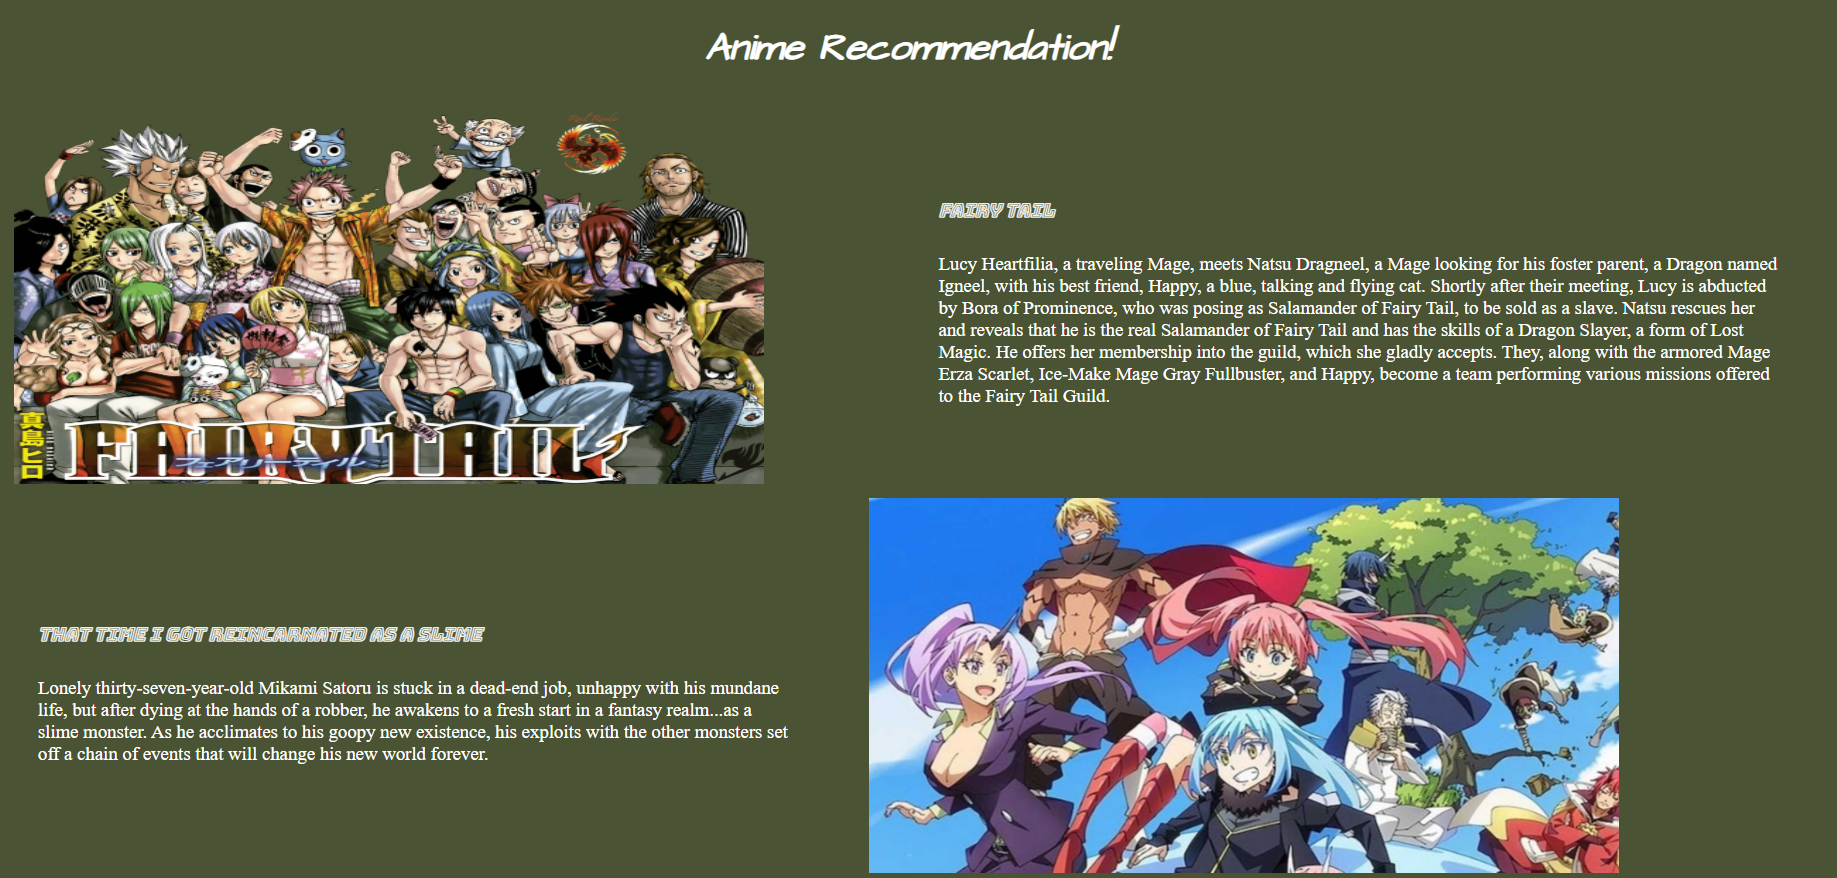 Anime Recommendation!
FAIRY TAIL
Lucy Heartfilia, a traveling Mage, meets Natsu Dragneel, a Mage looking for his foster parent, a Dragon named
Igneel, with his best friend, Happy, a blue, talking and flying cat. Shortly after their meeting, Lucy is abducted
by Bora of Prominence, who was posing as Salamander of Fairy Tail, to be sold as a slave. Natsu rescues her
and reveals that he is the real Salamander of Fairy Tail and has the skills of a Dragon Slayer, a form of Lost
Magic. He offers her membership into the guild, which she gladly accepts. They, along with the armored Mage
Erza Scarlet, Ice-Make Mage Gray Fullbuster, and Happy, become a team performing various missions offered
to the Fairy Tail Guild.
真島ヒロ
FAIRY TAIL
フェアリーテイル
THAT TIME I GOT REINCARNATED AS A SLIME
Lonely thirty-seven-year-old Mikami Satoru is stuck in a dead-end job, unhappy with his mundane
life, but after dying at the hands of a robber, he awakens to a fresh start in a fantasy realm...as a
slime monster. As he acclimates to his goopy new existence, his exploits with the other monsters set
off a chain of events that will change his new world forever.